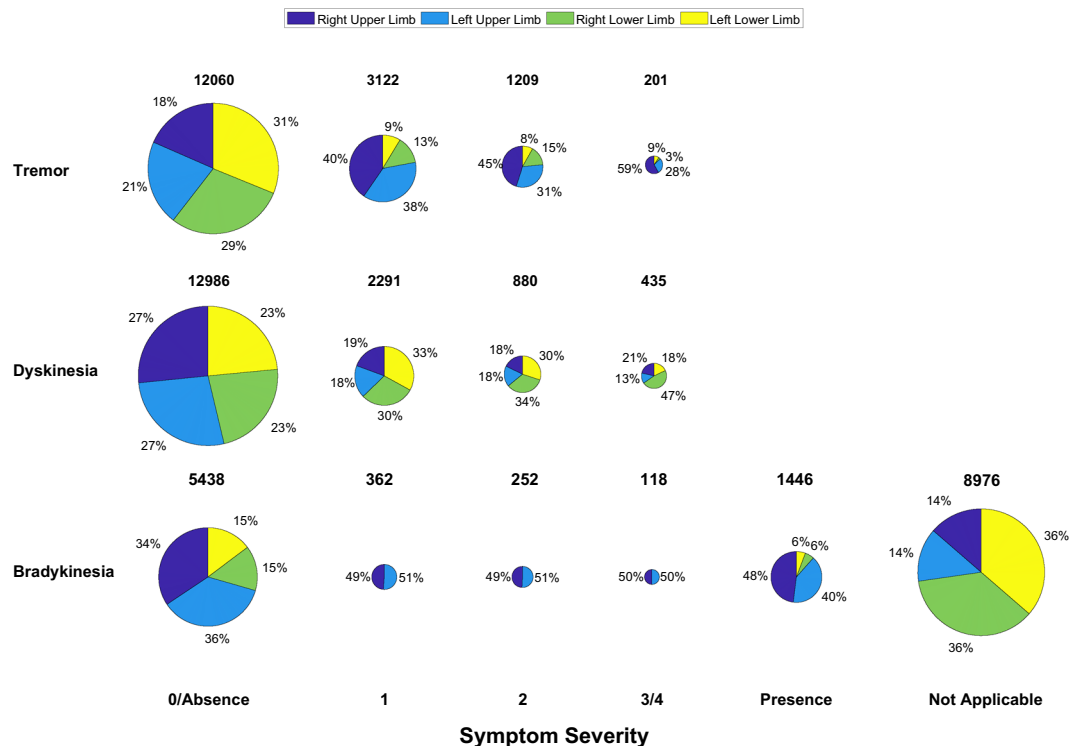 Right Upper Limb Left Upper Limb Right Lower Limb Left Lower Limb
12060 3122 1209 201
Tremor
18% 31% 21% 29%
40% 9% 13% 38%
45% 8% 15% 31%
59% 9% 3% 28%
12986 2291 880 435
Dyskinesia
27% 23% 27% 23%
19% 33% 18% 30%
18% 30% 18% 34%
21% 18% 13% 47%
5438 362 252 118 1446 8976
Bradykinesia
34% 15% 15% 36%
49% 51%
49% 51%
50% 50%
48% 6% 6% 40%
14% 36% 14% 36%
0/Absence 1 2 3/4 Presence Not Applicable
Symptom Severity